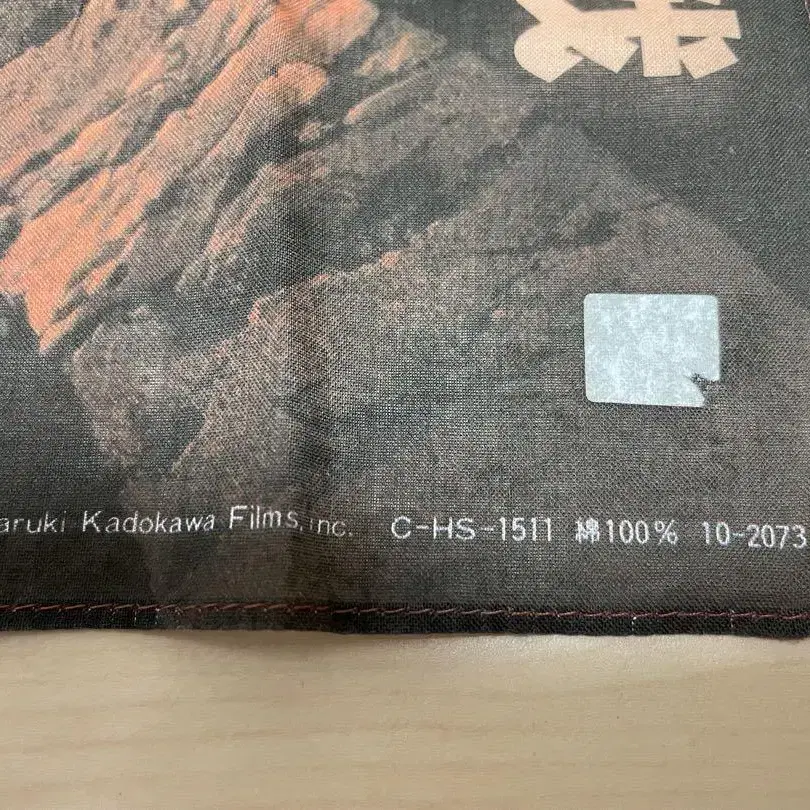 aruki Kadokawa Films, inc. C-HS-1511 綿100% 10-2073